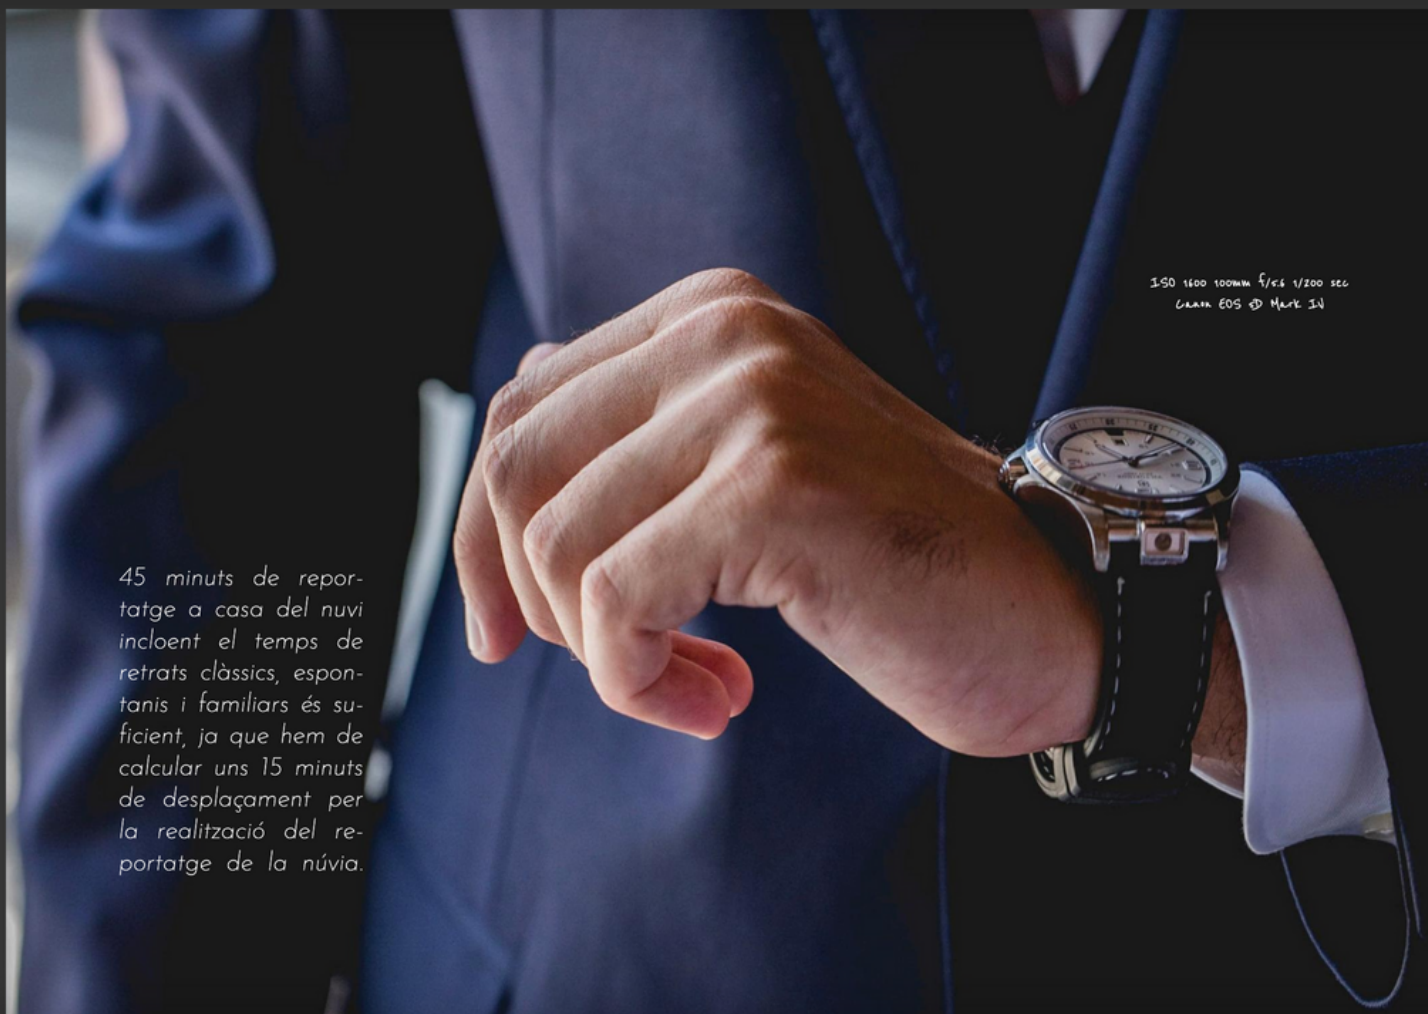 ISO 1600 100mm f/5.6 1/200 sec
Canon EOS 5D Mark IV
45 minuts de repor-
tatge a casa del nuvi
incloent el temps de
retrats clàssics, espon-
tanis i familiars és su-
ficient, ja que hem de
calcular uns 15 minuts
de desplaçament per
la realització del re-
portatge de la núvia.